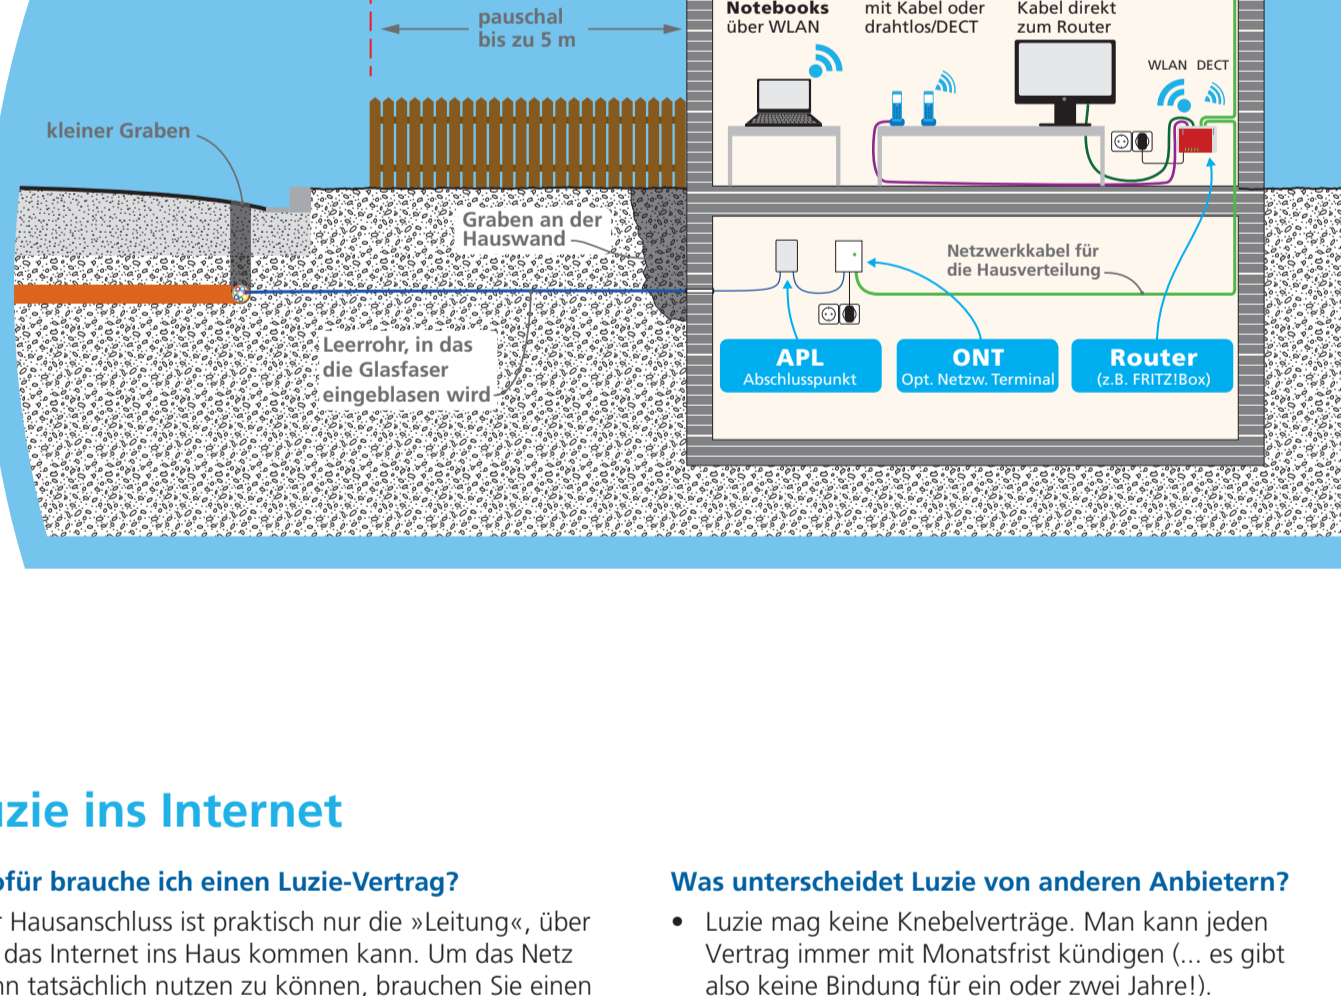 pauschal
bis zu 5 m
Notebooks
über WLAN
mit Kabel oder
drahtlos/DECT
Kabel direkt
zum Router
WLAN DECT
kleiner Graben
Graben an der
Hauswand
Netzwerkkabel für
die Hausverteilung
Leerrohr, in das
die Glasfaser
eingeblasen wird
APL
Abschlusspunkt
ONT
Opt. Netzw. Terminal
Router
(z.B. FRITZ!Box)
ins Internet
brauche ich einen Luzie-Vertrag?
Hausanschluss ist praktisch nur die »Leitung«, über
das Internet ins Haus kommen kann. Um das Netz
tatsächlich nutzen zu können, brauchen Sie einen
Was unterscheidet Luzie von anderen Anbietern?
• Luzie mag keine Knebelverträge. Man kann jeden
Vertrag immer mit Monatsfrist kündigen (... es gibt
also keine Bindung für ein oder zwei Jahre!).